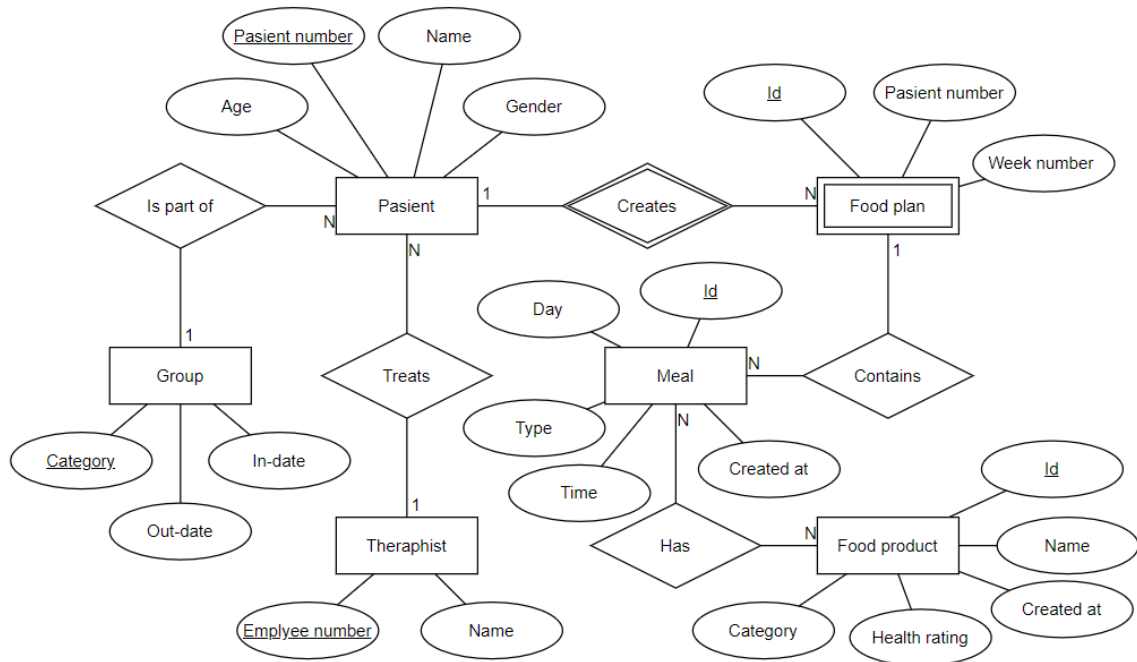 Pasient number
Name
Id
Pasient number
Age
Gender
Week number
Is part of
N
Pasient
1
Creates
N
Food plan
N
1
Id
Day
1
Group
Treats
Meal
N
Contains
N
Type
Category
In-date
Created at
Id
Time
Out-date
1
Theraphist
Has
N
Food product
Name
Created at
Emplyee number
Name
Category
Health rating